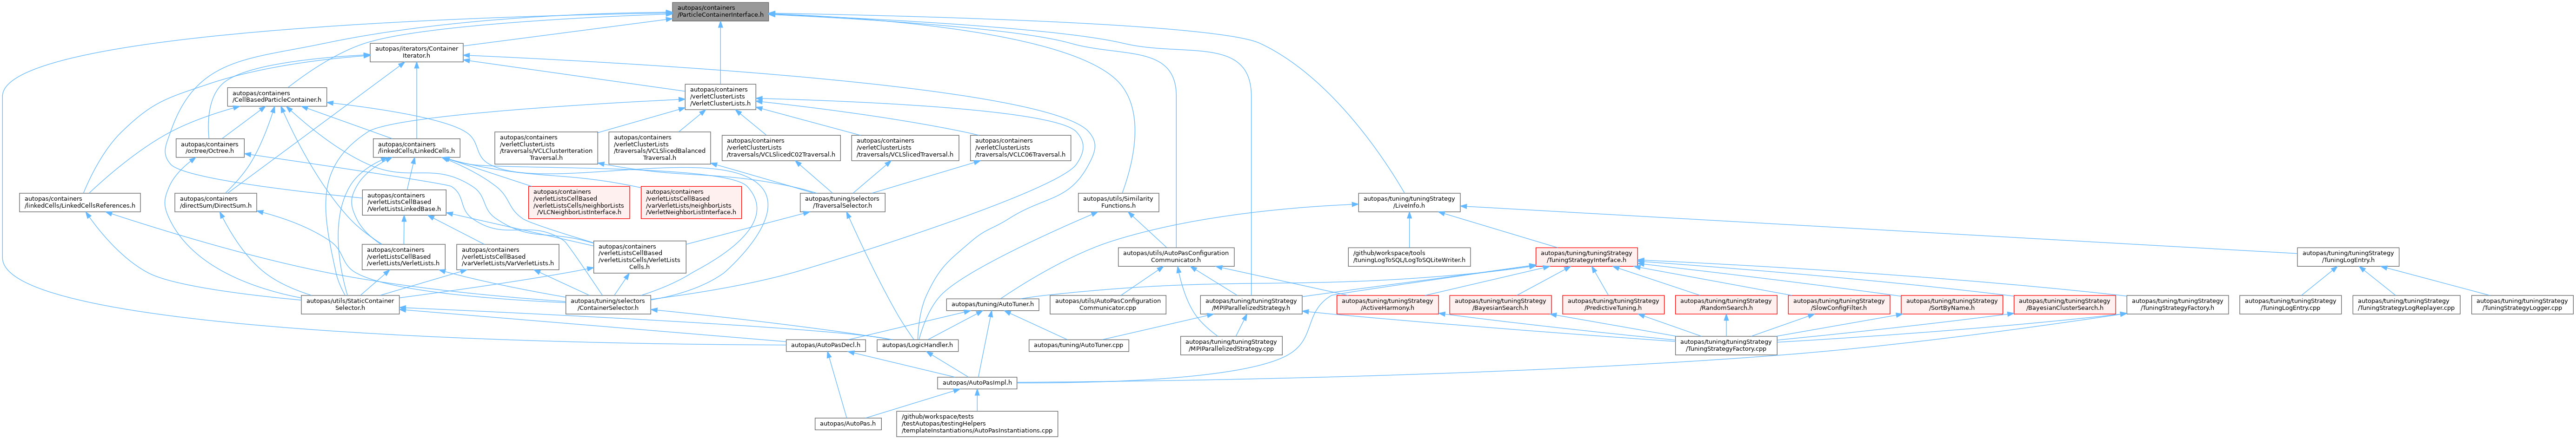 autopas/containers
/ParticleContainerInterface.h
autopas/iterators/Container
Iterator.h
autopas/containers
/CellBasedParticleContainer.h
autopas/containers
/verletClusterLists
/VerletClusterLists.h
autopas/containers
/octree/Octree.h
autopas/containers
/linkedCells/LinkedCells.h
autopas/containers
/verletClusterLists
/traversals/VCLClusterIteration
Traversal.h
autopas/containers
/verletClusterLists
/traversals/VCLSlicedBalanced
Traversal.h
autopas/containers
/verletClusterLists
/traversals/VCLSlicedC02Traversal.h
autopas/containers
/verletClusterLists
/traversals/VCLSlicedTraversal.h
autopas/containers
/verletClusterLists
/traversals/VCLC06Traversal.h
autopas/containers
/linkedCells/LinkedCellsReferences.h
autopas/containers
/directSum/DirectSum.h
autopas/containers
/verletListsCellBased
/VerletListsLinkedBase.h
autopas/containers
/verletListsCellBased
/verletListsCells/neighborLists
/VLCNeighborListInterface.h
autopas/containers
/verletListsCellBased
/varVerletLists/neighborLists
/VerletNeighborListInterface.h
autopas/tuning/selectors
/TraversalSelector.h
autopas/utils/Similarity
Functions.h
autopas/tuning/tuningStrategy
/LiveInfo.h
autopas/containers
/verletListsCellBased
/verletLists/VerletLists.h
autopas/containers
/verletListsCellBased
/varVerletLists/VarVerletLists.h
autopas/containers
/verletListsCellBased
/verletListsCells/VerletLists
Cells.h
autopas/utils/AutoPasConfiguration
Communicator.h
/github/workspace/tools
/tuningLogToSQL/LogToSQLiteWriter.h
autopas/tuning/tuningStrategy
/TuningStrategyInterface.h
autopas/tuning/tuningStrategy
/TuningLogEntry.h
autopas/utils/StaticContainer
Selector.h
autopas/tuning/selectors
/ContainerSelector.h
autopas/tuning/AutoTuner.h
autopas/utils/AutoPasConfiguration
Communicator.cpp
autopas/tuning/tuningStrategy
/MPIParallelizedStrategy.h
autopas/tuning/tuningStrategy
/ActiveHarmony.h
autopas/tuning/tuningStrategy
/BayesianSearch.h
autopas/tuning/tuningStrategy
/PredictiveTuning.h
autopas/tuning/tuningStrategy
/RandomSearch.h
autopas/tuning/tuningStrategy
/SlowConfigFilter.h
autopas/tuning/tuningStrategy
/SortByName.h
autopas/tuning/tuningStrategy
/BayesianClusterSearch.h
autopas/tuning/tuningStrategy
/TuningStrategyFactory.h
autopas/tuning/tuningStrategy
/TuningLogEntry.cpp
autopas/tuning/tuningStrategy
/TuningStrategyLogReplayer.cpp
autopas/tuning/tuningStrategy
/TuningStrategyLogger.cpp
autopas/AutoPasDecl.h
autopas/LogicHandler.h
autopas/tuning/AutoTuner.cpp
autopas/tuning/tuningStrategy
/MPIParallelizedStrategy.cpp
autopas/tuning/tuningStrategy
/TuningStrategyFactory.cpp
autopas/AutoPasImpl.h
autopas/AutoPas.h
/github/workspace/tests
/testAutopas/testingHelpers
/templateInstantiations/AutoPasInstantiations.cpp